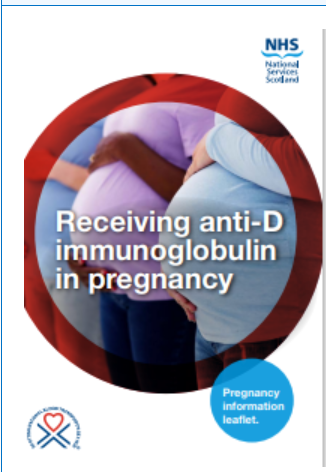 NHS
National
Services
Scotland
Receiving anti-D
immunoglobulin
in pregnancy
Pregnancy
information
leaflet.